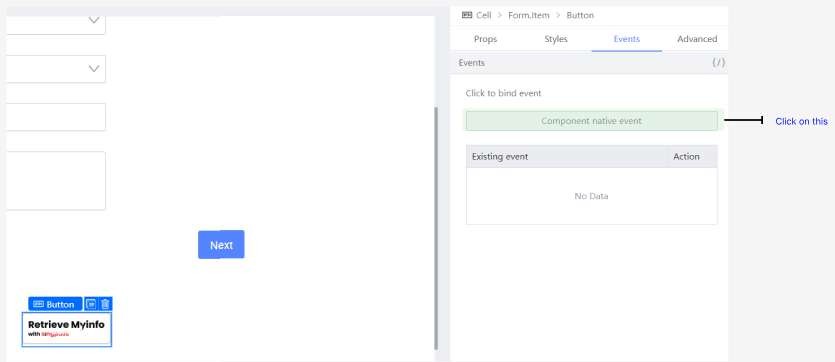 Cell > Form.Item > Button
Props Styles Events Advanced
Events {/}
Click to bind event
Component native event
Click on this
Existing event Action
No Data
Next
Button
Retrieve Myinfo
with singpass